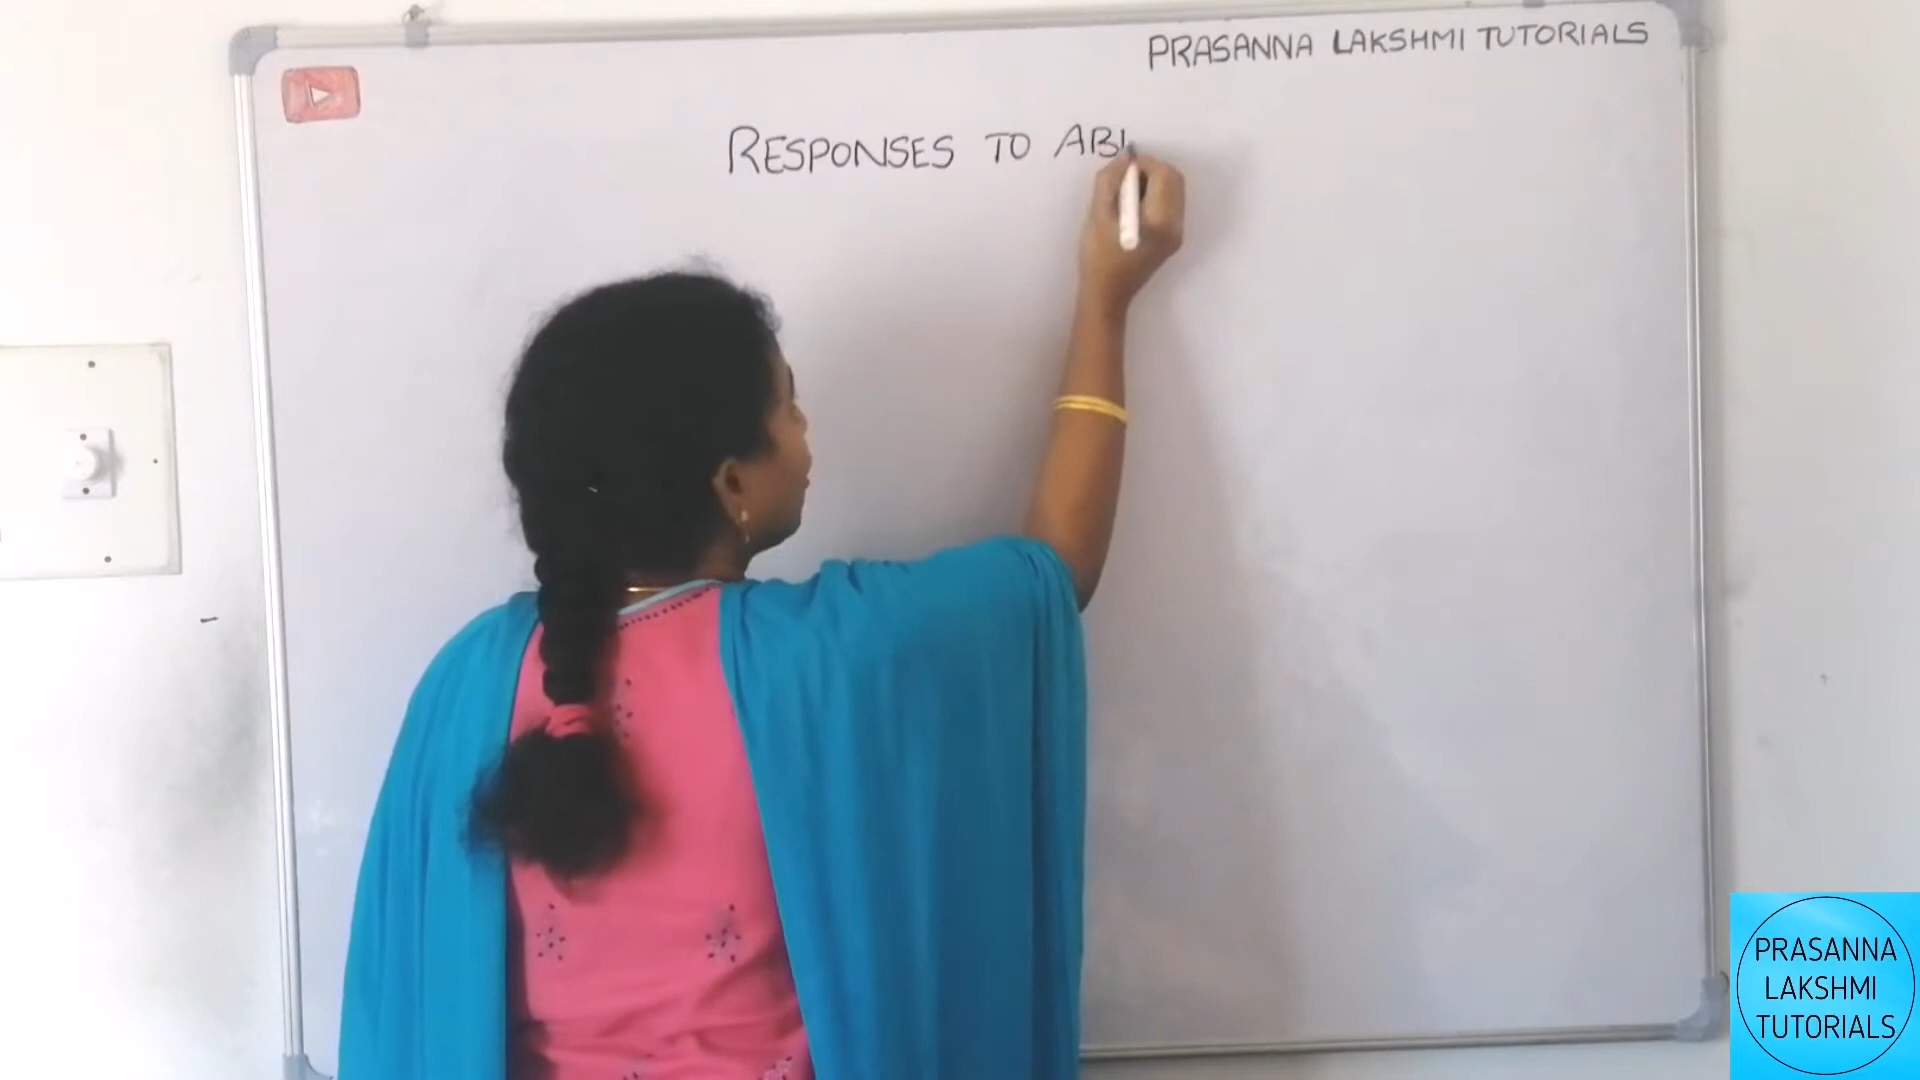 PRASANNA LAKSHMI TUTORIALS
RESPONSES TO ABI
PRASANNA
LAKSHMI
TUTORIALS